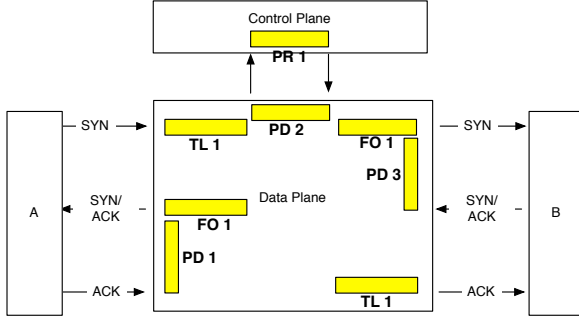 Control Plane
PR 1
SYN
TL 1
PD 2
FO 1
SYN
PD 3
A
SYN/
ACK
FO 1
Data Plane
SYN/
ACK
B
PD 1
ACK
TL 1
ACK